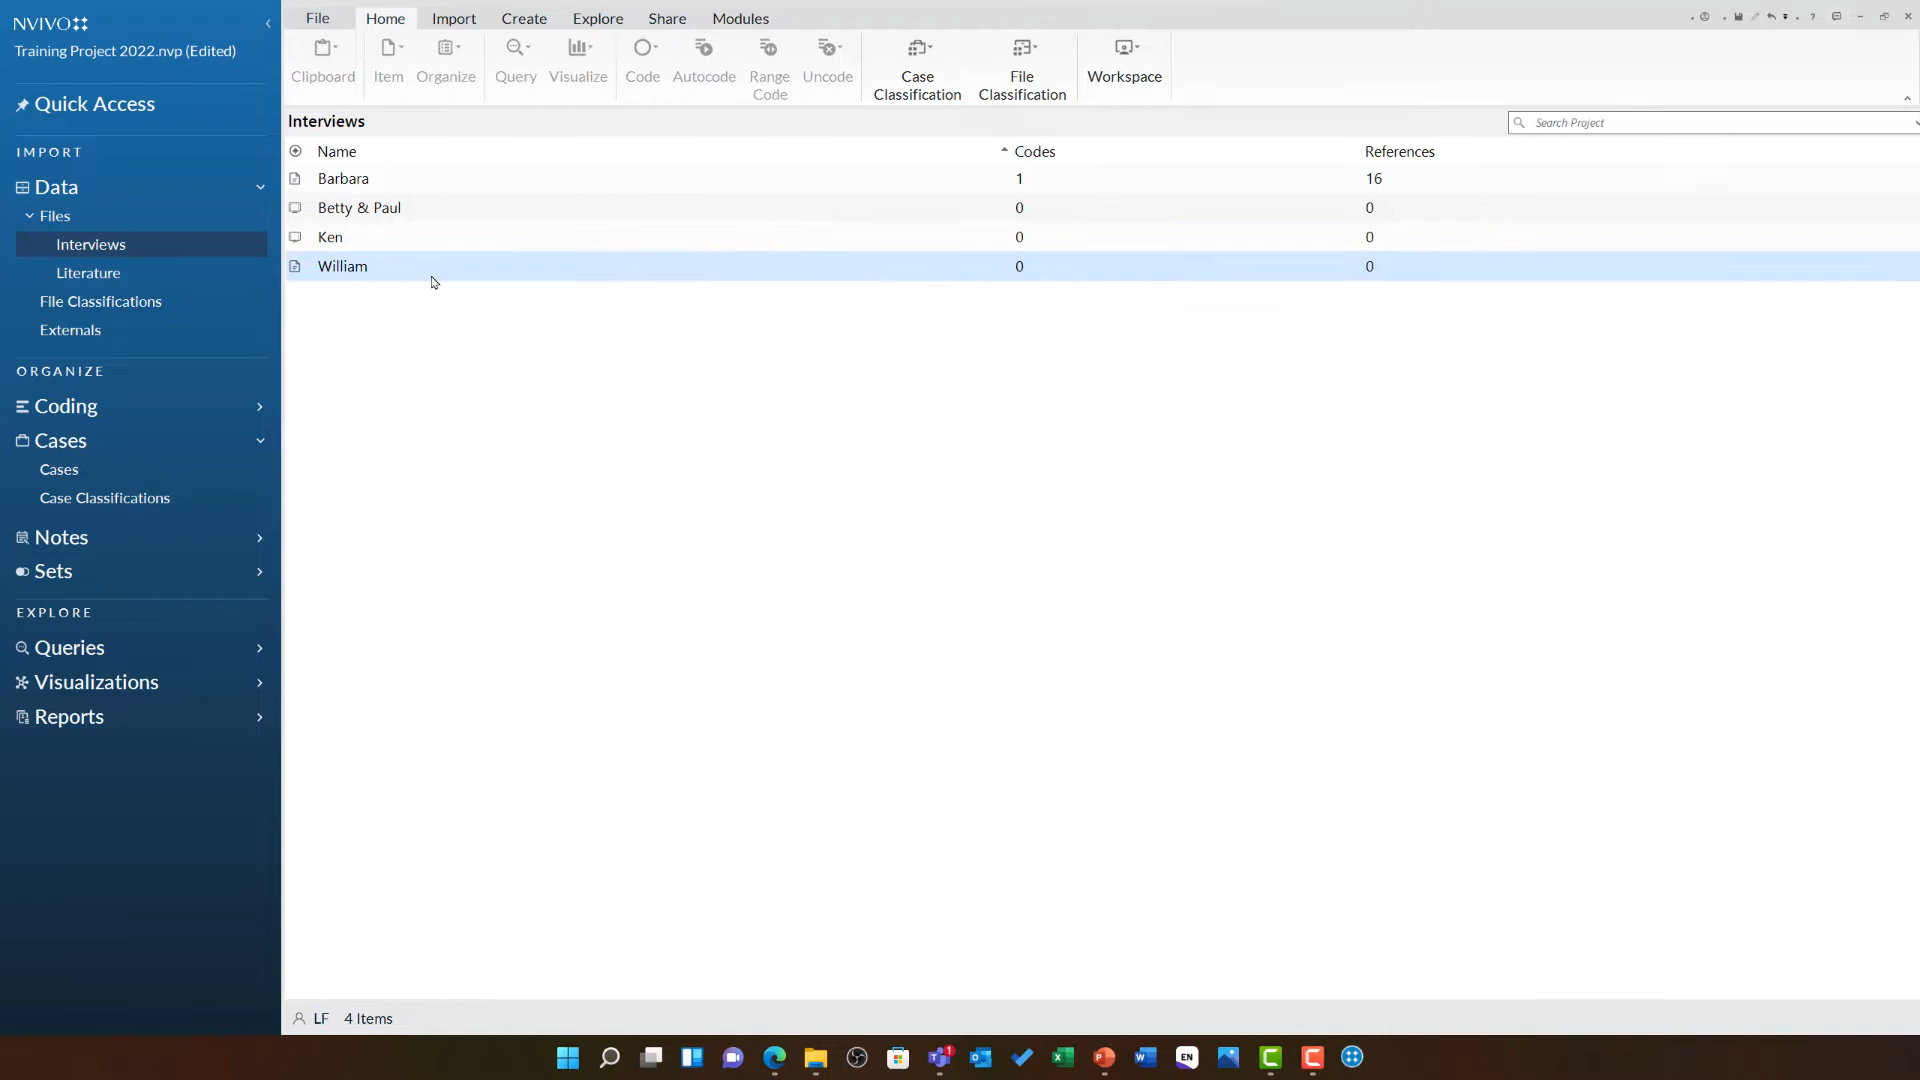 NVIVO
Training Project 2022.nvp (Edited)
Quick Access
IMPORT
Data
Files
Interviews
Literature
File Classifications
Externals
ORGANIZE
Coding
Cases
Cases
Case Classifications
Notes
Sets
EXPLORE
Queries
Visualizations
Reports
File Home Import Create Explore Share Modules
Clipboard Item Organize Query Visualize Code Autocode Range Code Uncode Case Classification File Classification Workspace
Interviews
Search Project
Name Codes References
Barbara 1 16
Betty & Paul 0 0
Ken 0 0
William 0 0
LF 4 Items
1
EN